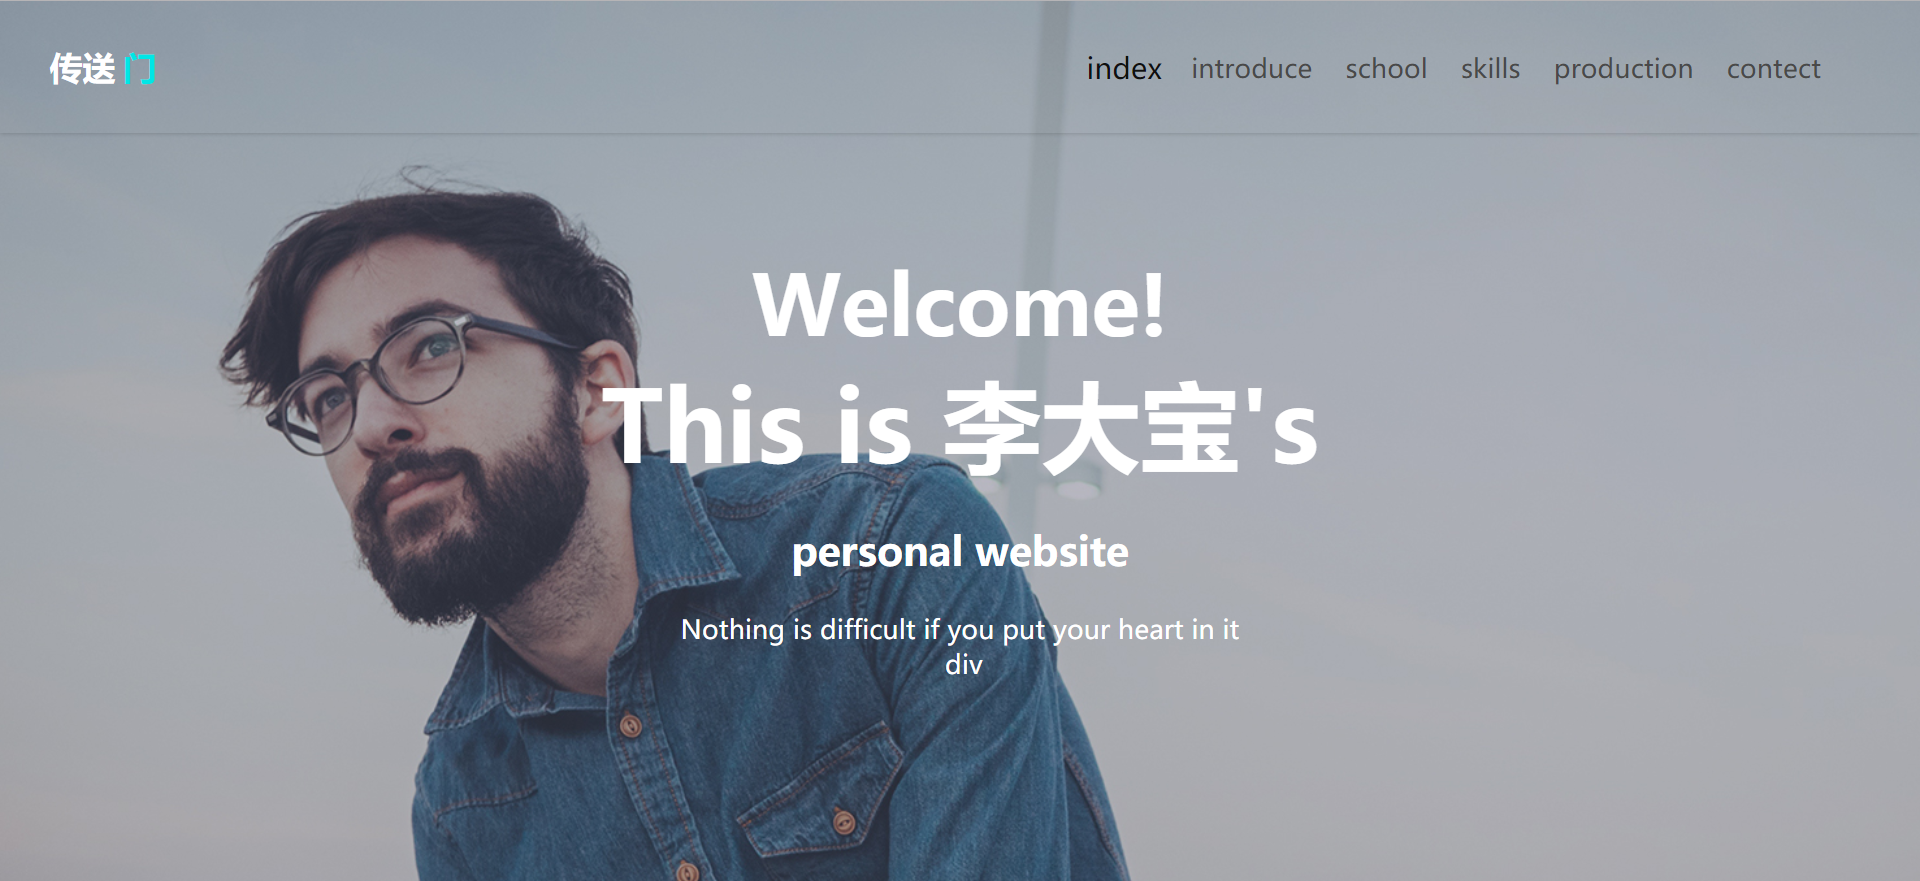 传送 门
index introduce school skills production contect
Welcome!
This is 李大宝's
personal website
Nothing is difficult if you put your heart in it
div